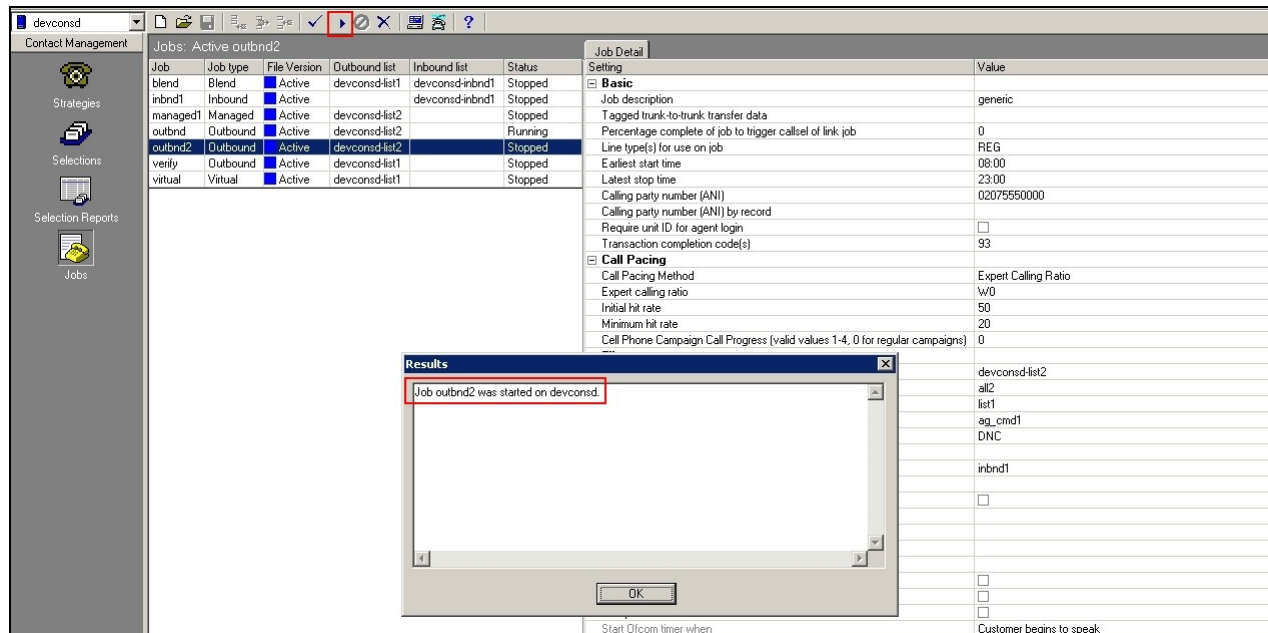 devconsd
?
Contact Management
Strategies
Selections
Selection Reports
Jobs
Jobs: Active outbnd2
Job Job type File Version Outbound list Inbound list Status
blend Blend Active devconsd-list1 devconsd-inbnd1 Stopped
inbnd1 Inbound Active devconsd-inbnd1 Stopped
managed1 Managed Active devconsd-list2 Stopped
outbnd Outbound Active devconsd-list2 Running
outbnd2 Outbound Active devconsd-list2 Stopped
verify Outbound Active devconsd-list1 Stopped
virtual Virtual Active devconsd-list1 Stopped
Job Detail
Setting Value
Basic
Job description generic
Tagged trunk-to-trunk transfer data
Percentage complete of job to trigger callsel of link job 0
Line type(s) for use on job REG
Earliest start time 08:00
Latest stop time 23:00
Calling party number (ANI) 02075550000
Calling party number (ANI) by record
Require unit ID for agent login
Transaction completion code(s) 93
Call Pacing
Call Pacing Method Expert Calling Ratio
Expert calling ratio W0
Initial hit rate 50
Minimum hit rate 20
Cell Phone Campaign Call Progress (valid values 1-4, 0 for regular campaigns) 0
devconsd-list2
all2
list1
ag_cmd1
DNC
inbnd1
Start Ofcom timer when Customer begins to speak
Results
Job outbnd2 was started on devconsd.
OK